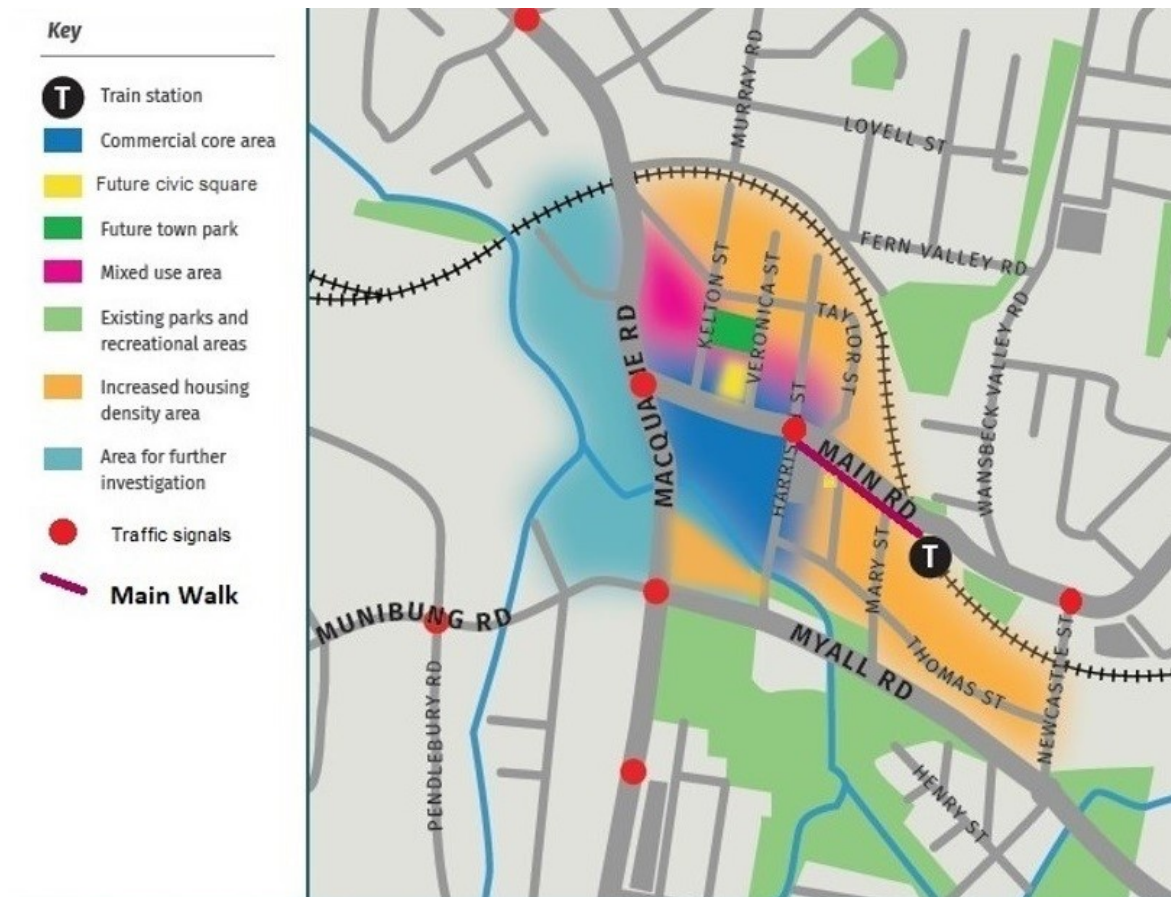 Key
T Train station
Commercial core area
Future civic square
Future town park
Mixed use area
Existing parks and
recreational areas
Increased housing
density area
Area for further
investigation
Traffic signals
Main Walk
MURRAY RD
LOVELL ST
FERN VALLEY RD
WANSBECK VALLEY RD
KELTON ST
VERONICA ST
TAYLOR ST
MACQUARIE RD
HARRIS ST
MAIN RD
T
MARY ST
MUNIBUNG RD
MYALL RD
THOMAS ST
NEWCASTLE ST
PENDLEBURY RD
HENRY ST